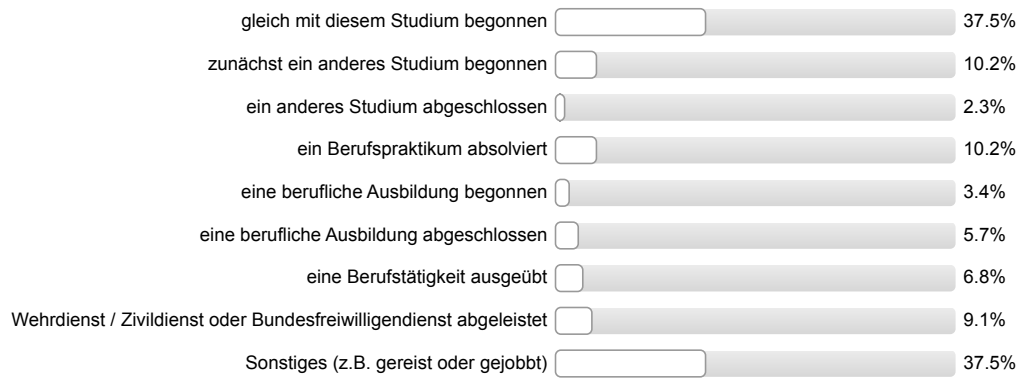 gleich mit diesem Studium begonnen 37.5%
zunächst ein anderes Studium begonnen 10.2%
ein anderes Studium abgeschlossen 2.3%
ein Berufspraktikum absolviert 10.2%
eine berufliche Ausbildung begonnen 3.4%
eine berufliche Ausbildung abgeschlossen 5.7%
eine Berufstätigkeit ausgeübt 6.8%
Wehrdienst / Zivildienst oder Bundesfreiwilligendienst abgeleistet 9.1%
Sonstiges (z.B. gereist oder gejobbt) 37.5%